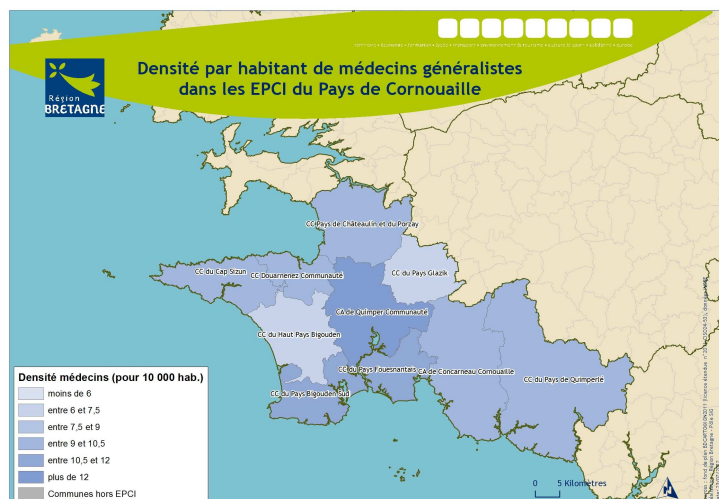 Densité par habitant de médecins généralistes
dans les EPCI du Pays de Cornouaille
Région
BRETAGNE
CC Pays de Châteaulin et du Porzay
CC du Cap Sizun
CC Douarnenez Communauté
CC du Pays Glazik
CA de Quimper Communauté
CC du Haut Pays Bigouden
CC du Pays Fouesnantais
CA de Concarneau Cornouaille
CC du Pays de Quimperlé
CC du Pays Bigouden Sud
Densité médecins (pour 10 000 hab.)
moins de 6
entre 6 et 7,5
entre 7,5 et 9
entre 9 et 10,5
entre 10,5 et 12
plus de 12
Communes hors EPCI
0 5 Kilomètres